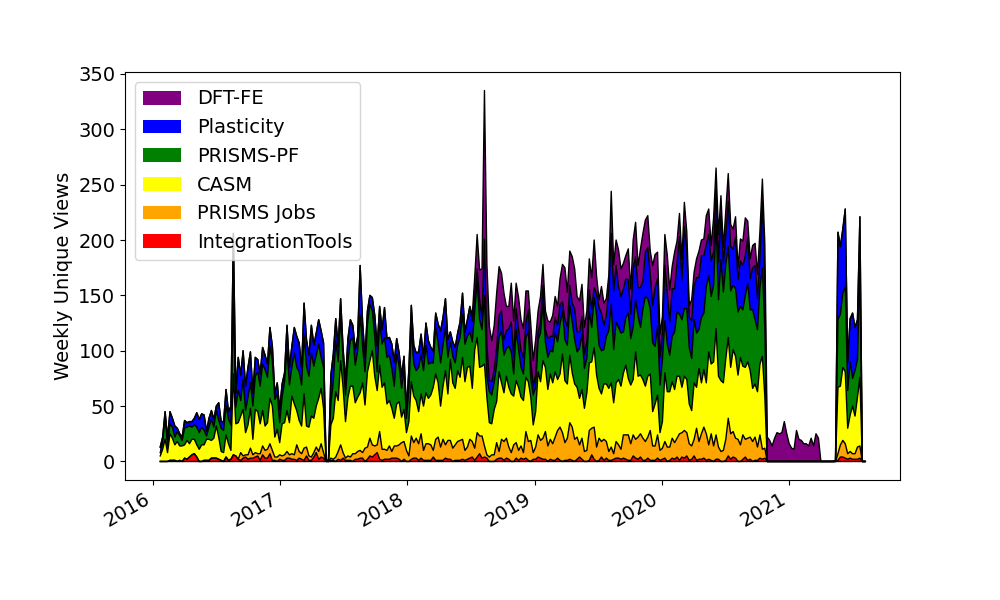 350
300
250
200
150
100
50
0
Weekly Unique Views
DFT-FE
Plasticity
PRISMS-PF
CASM
PRISMS Jobs
IntegrationTools
2016
2017
2018
2019
2020
2021